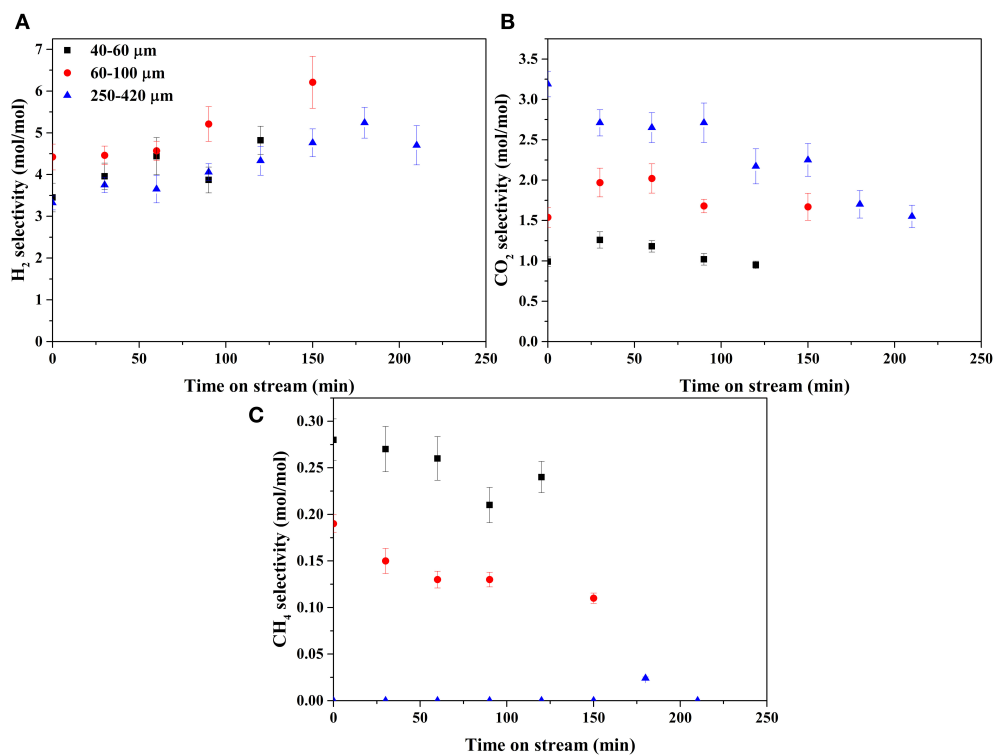 A
H2 selectivity (mol/mol)
7
6
5
4
3
2
1
0
40-60 μm
60-100 μm
250-420 μm
0 50 100 150 200 250
Time on stream (min)
B
CO2 selectivity (mol/mol)
3.5
3.0
2.5
2.0
1.5
1.0
0.5
0.0
0 50 100 150 200 250
Time on stream (min)
C
CH4 selectivity (mol/mol)
0.30
0.25
0.20
0.15
0.10
0.05
0.00
0 50 100 150 200 250
Time on stream (min)